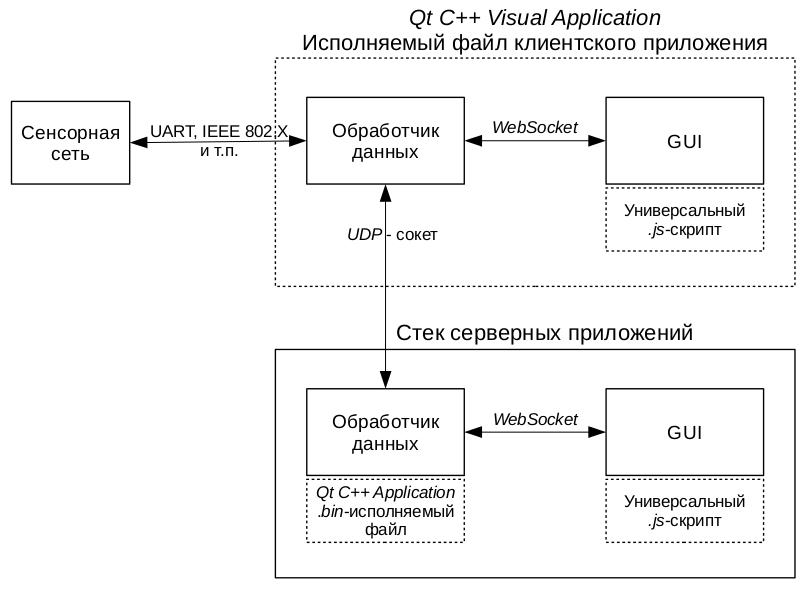 Qt C++ Visual Application
Исполняемый файл клиентского приложения
Сенсорная
сеть
UART, IEEE 802.X
и т.п.
Обработчик
данных
WebSocket
GUI
Универсальный
.js-скрипт
UDP - сокет
Стек серверных приложений
Обработчик
данных
WebSocket
GUI
Qt C++ Application
.bin-исполняемый
файл
Универсальный
.js-скрипт